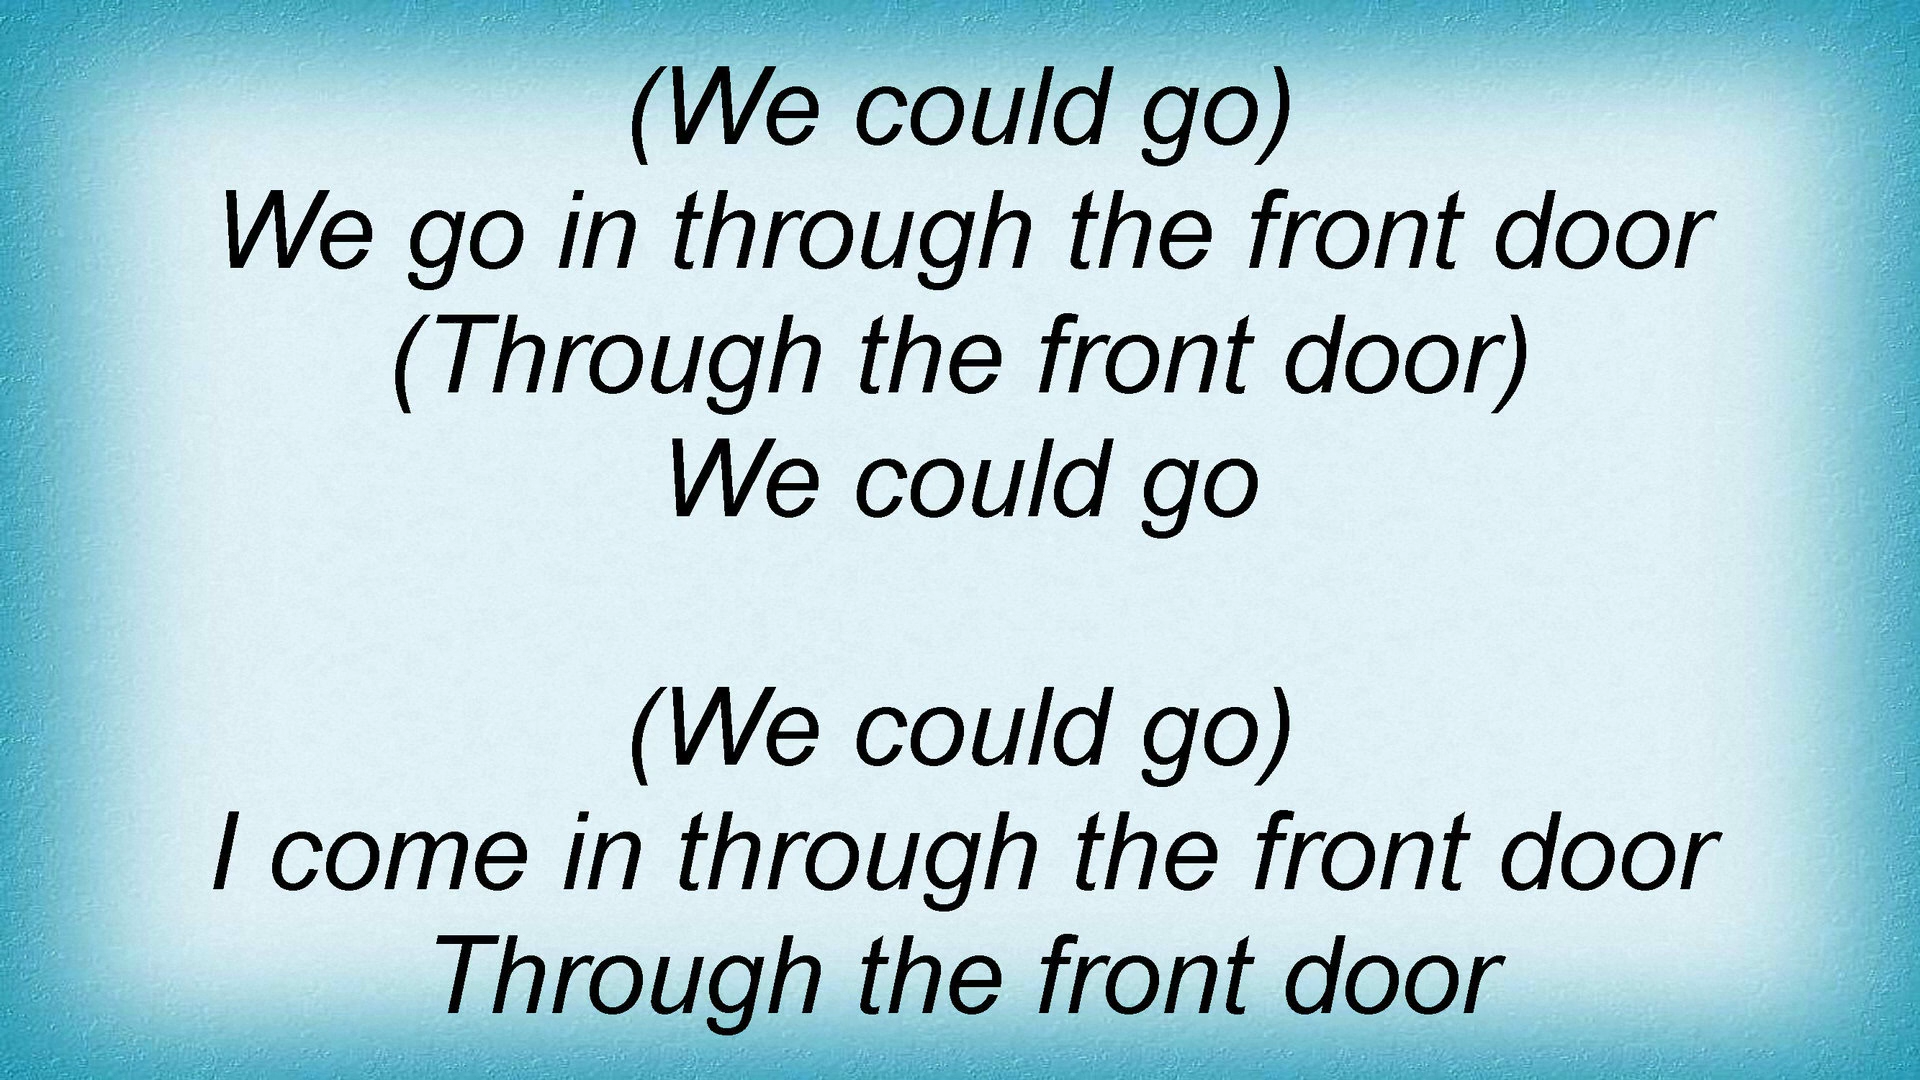 (We could go)
We go in through the front door
(Through the front door)
We could go
(We could go)
I come in through the front door
Through the front door